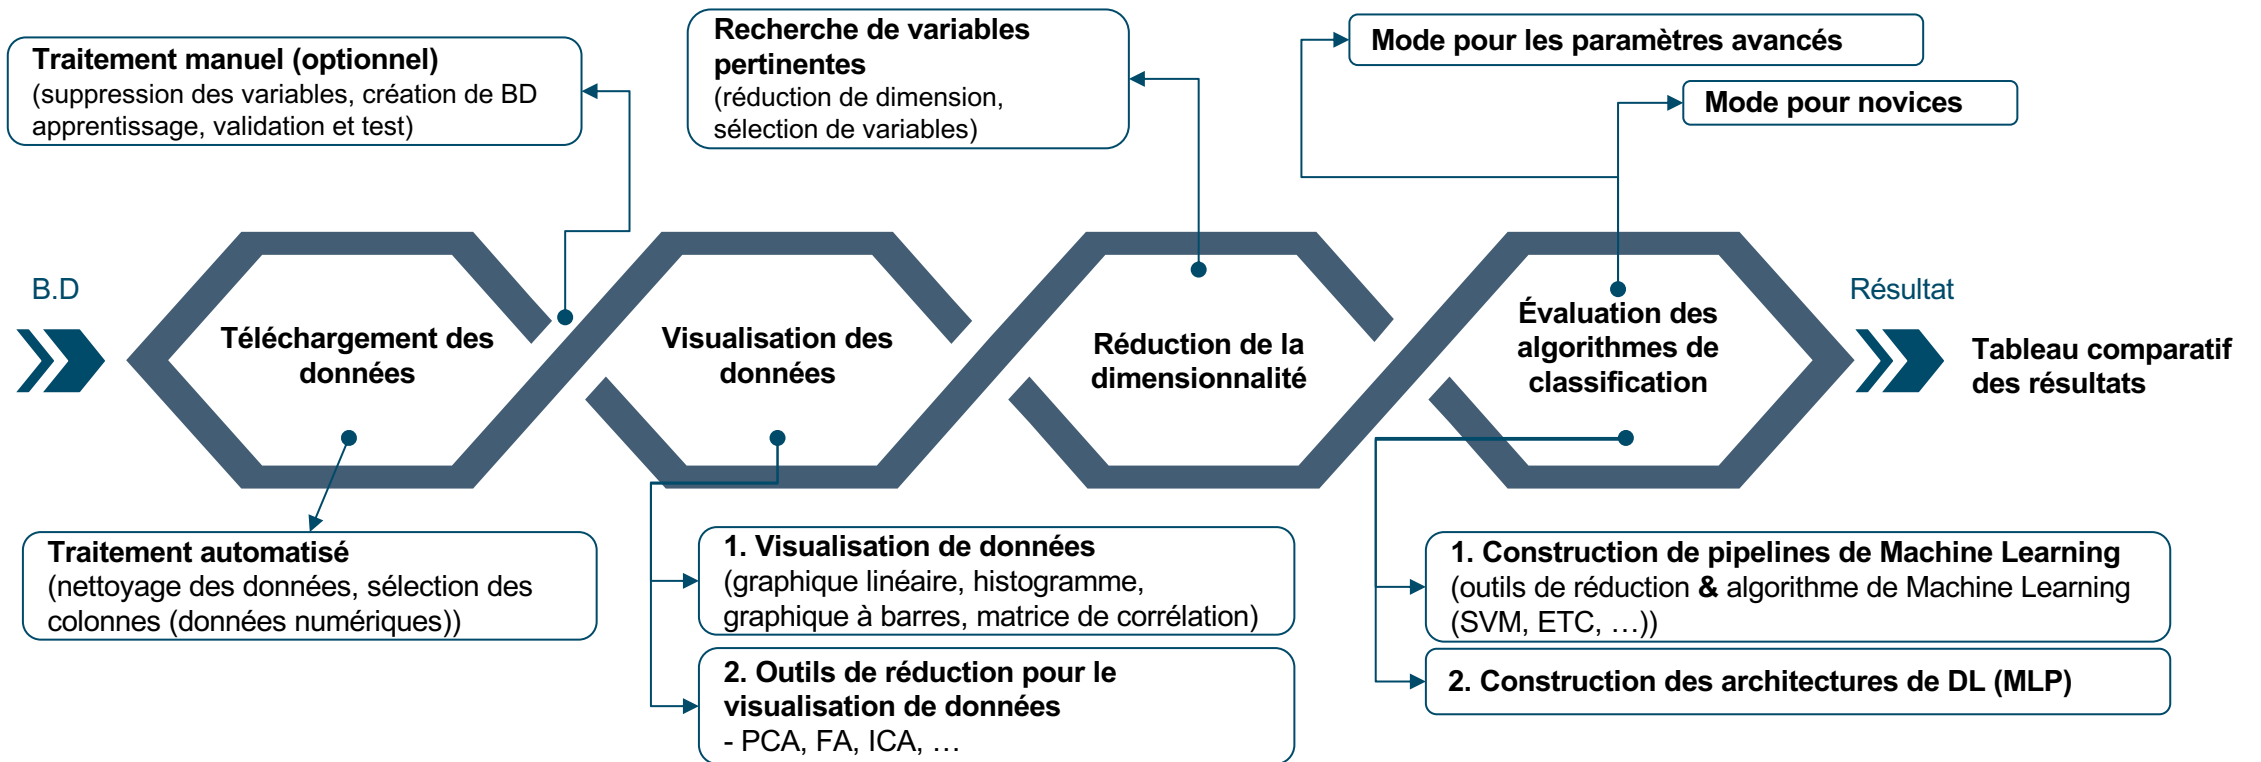 Traitement manuel (optionnel)
(suppression des variables, création de BD
apprentissage, validation et test)
Recherche de variables
pertinentes
(réduction de dimension,
sélection de variables)
Mode pour les paramètres avancés
Mode pour novices
B.D
Téléchargement des
données
Visualisation des
données
Réduction de la
dimensionnalité
Évaluation des
algorithmes de
classification
Résultat
Tableau comparatif
des résultats
Traitement automatisé
(nettoyage des données, sélection des
colonnes (données numériques))
1. Visualisation de données
(graphique linéaire, histogramme,
graphique à barres, matrice de corrélation)
2. Outils de réduction pour le
visualisation de données
- PCA, FA, ICA, …
1. Construction de pipelines de Machine Learning
(outils de réduction & algorithme de Machine Learning
(SVM, ETC, …))
2. Construction des architectures de DL (MLP)